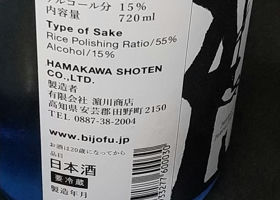 アルコール分 15%
内容量 720ml
Type of Sake
Rice Polishing Ratio/55%
Alcohol/15%
HAMAKAWA SHOTEN
CO.,LTD.
製造者
有限会社 濵川商店
高知県安芸郡田野町2150
TEL 0887-38-2004
www.bijofu.jp
お酒は20歳になってから
品目
日本酒
要冷蔵
製造年月